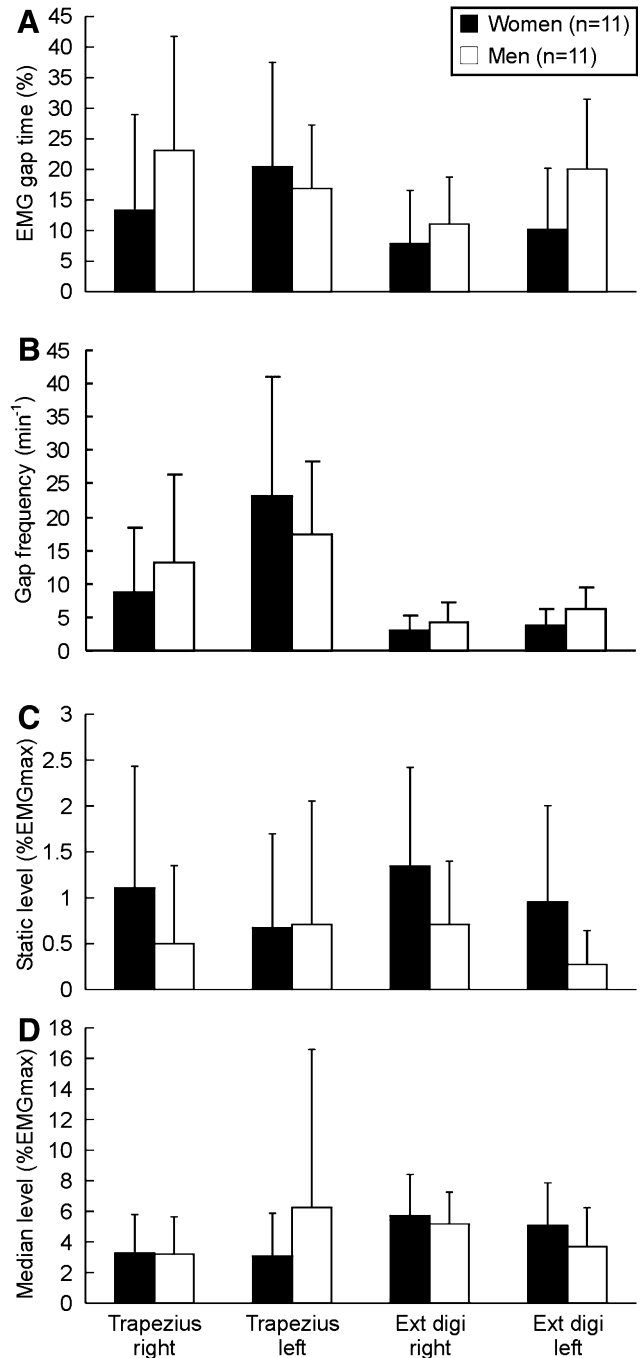 A
Women (n=11)
Men (n=11)
EMG gap time (%)
45
40
35
30
25
20
15
10
5
0
B
Gap frequency (min-1)
45
40
35
30
25
20
15
10
5
0
C
Static level (%EMGmax)
3
2.5
2
1.5
1
0.5
0
D
Median level (%EMGmax)
18
16
14
12
10
8
6
4
2
0
Trapezius
right
Trapezius
left
Ext digi
right
Ext digi
left